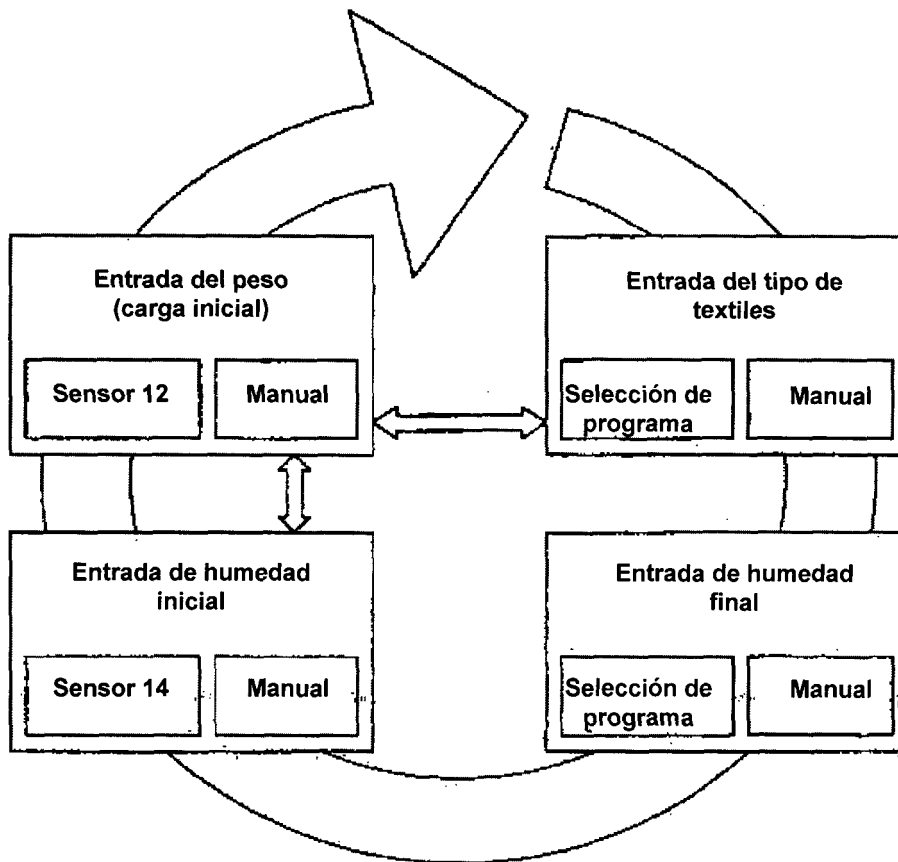 Entrada del peso
(carga inicial)
Sensor 12
Manual
Entrada del tipo de
textiles
Selección de
programa
Manual
Entrada de humedad
inicial
Sensor 14
Manual
Entrada de humedad
final
Selección de
programa
Manual